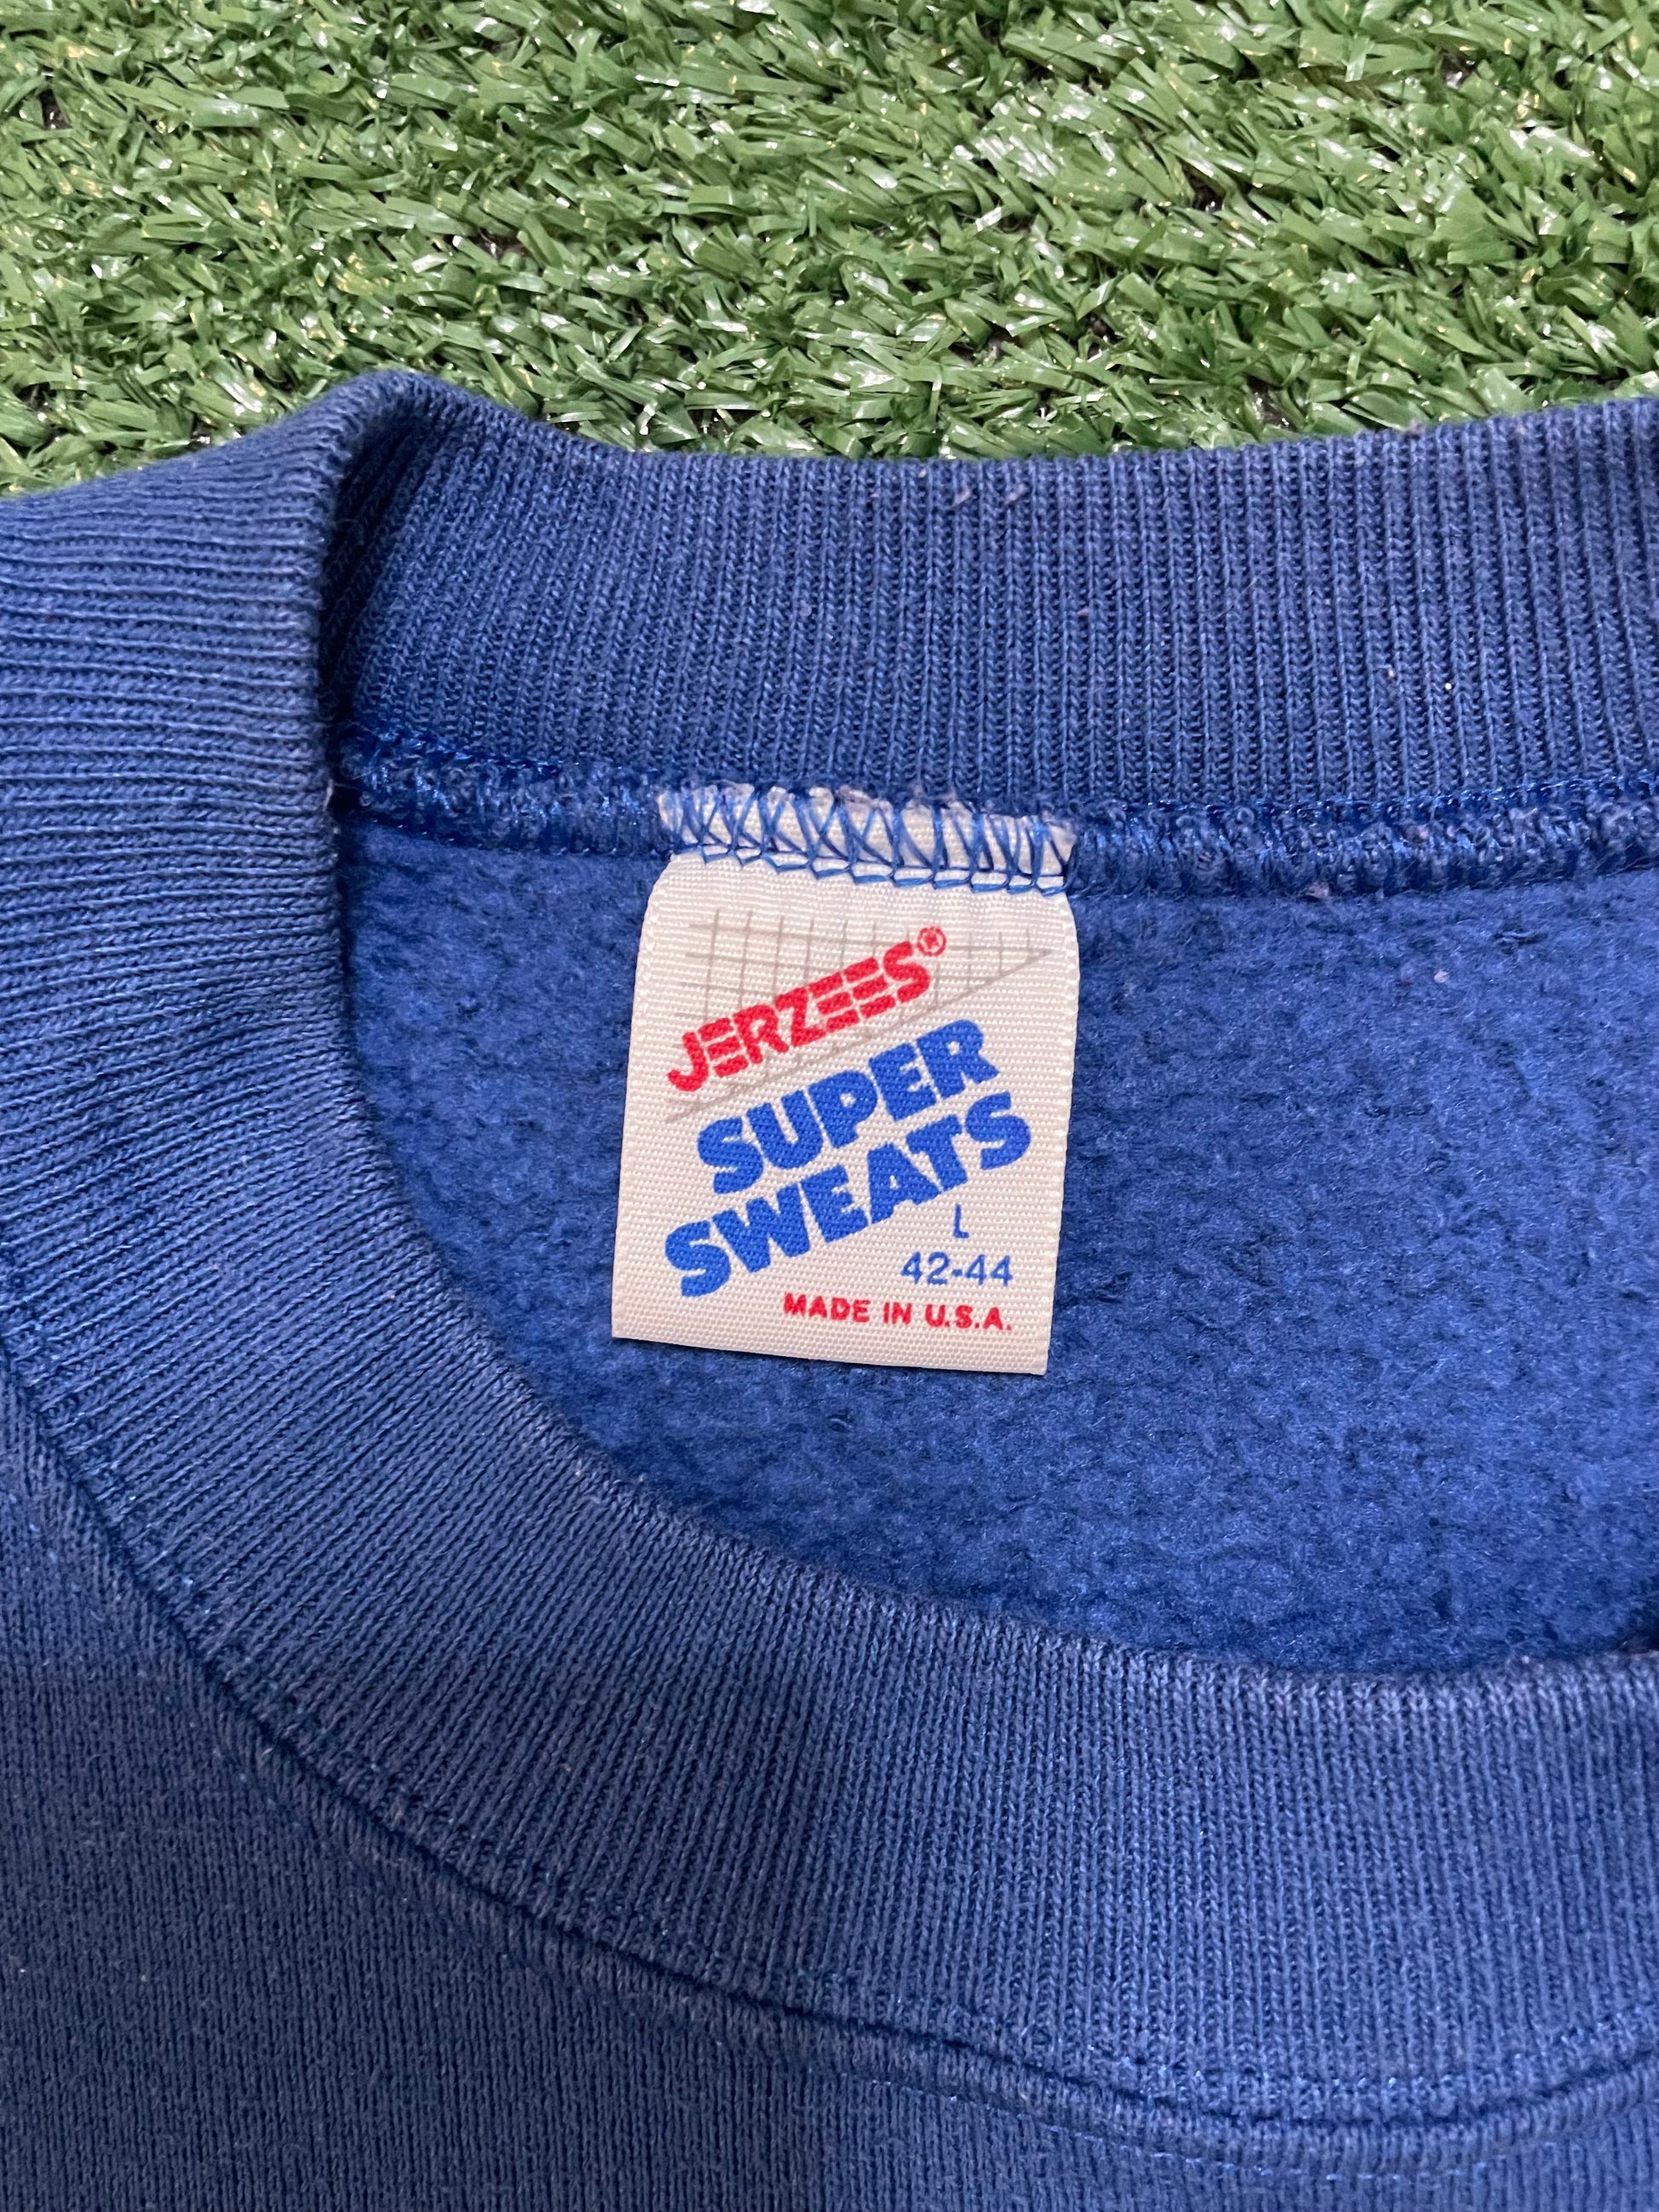 JERZEES®
SUPER
SWEATS
L
42-44
MADE IN U.S.A.